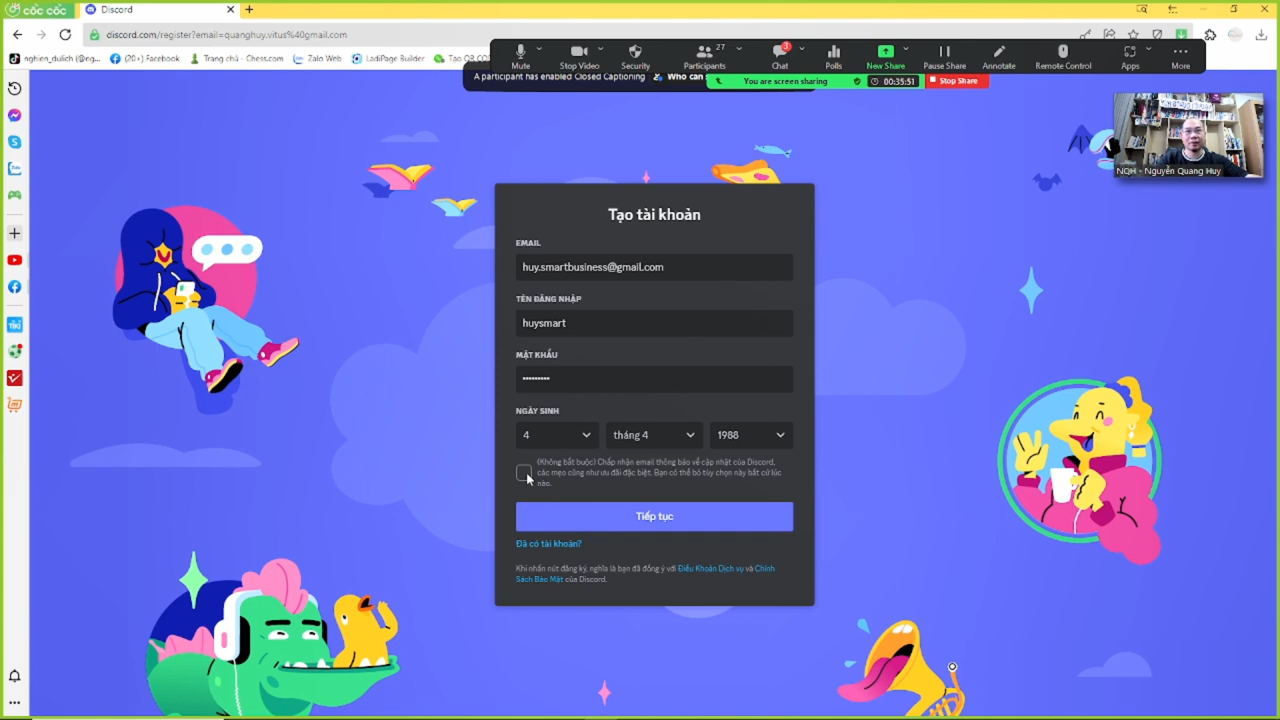 cốc cốc
Discord
discord.com/register?email=quanghuy.vitus%40gmail.com
nghien_dulich (@ng...
(20+) Facebook
Trang chủ - Chess.com
Zalo Web
LadiPage Builder
Mute
Stop Video
Security
Participants
27
Chat
3
Polls
New Share
Pause Share
Annotate
Remote Control
Apps
More
A participant has enabled Closed Captioning
Who can
You are screen sharing
00:35:51
Stop Share
NQH - Nguyễn Quang Huy
Tạo tài khoản
EMAIL
huy.smartbusiness@gmail.com
TÊN ĐĂNG NHẬP
huysmart
MẬT KHẨU
•••••••••
NGÀY SINH
4
tháng 4
1988
(Không bắt buộc) Chấp nhận email thông báo về cập nhật của Discord,
các mẹo cũng như ưu đãi đặc biệt. Bạn có thể bỏ tùy chọn này bất cứ lúc
nào.
Tiếp tục
Đã có tài khoản?
Khi nhấn nút đăng ký, nghĩa là bạn đã đồng ý với Điều Khoản Dịch vụ và Chính
Sách Bảo Mật của Discord.
TIKI